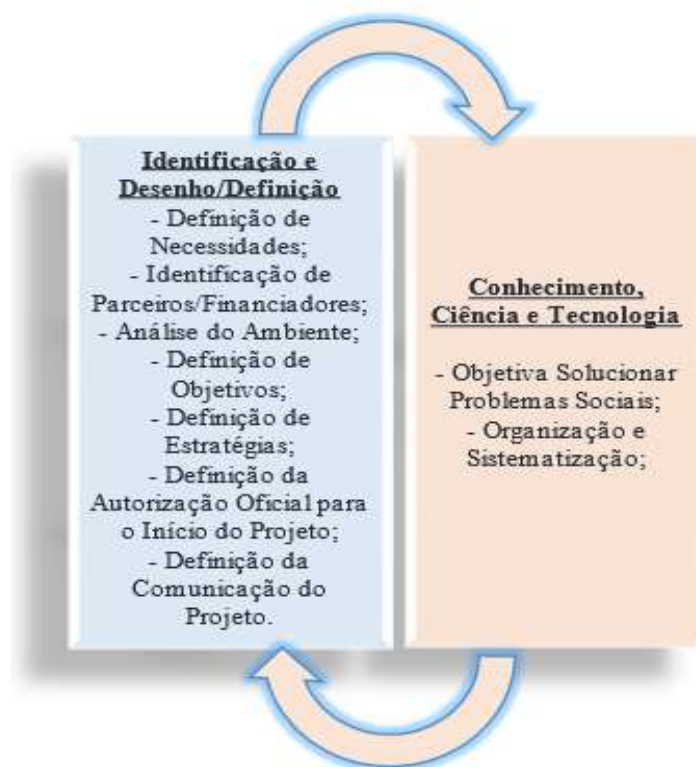 Identificação e
Desenho/Definição
- Definição de
Necessidades;
- Identificação de
Parceiros/Financiadores;
- Análise do Ambiente;
- Definição de
Objetivos;
- Definição de
Estratégias;
- Definição da
Autorização Oficial para
o Início do Projeto;
- Definição da
Comunicação do
Projeto.
Conhecimento,
Ciência e Tecnologia
- Objetiva Solucionar
Problemas Sociais;
- Organização e
Sistematização;